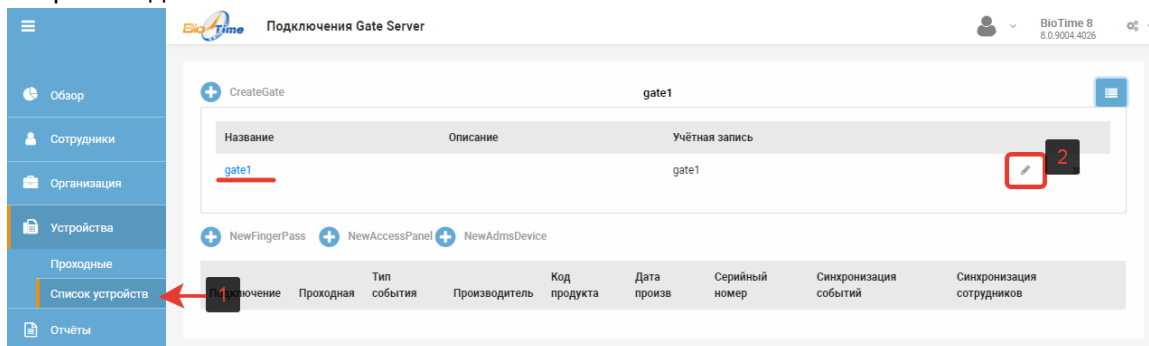 BioTime
Подключения Gate Server
BioTime 8
8.0.9004.4026
Обзор
Сотрудники
Организация
Устройства
Проходные
Список устройств
Отчёты
CreateGate
gate1
Название Описание Учётная запись
gate1 gate1
2
NewFingerPass NewAccessPanel NewAdmsDevice
Подключение Проходная Тип события Производитель Код продукта Дата произв Серийный номер Синхронизация событий Синхронизация сотрудников
1